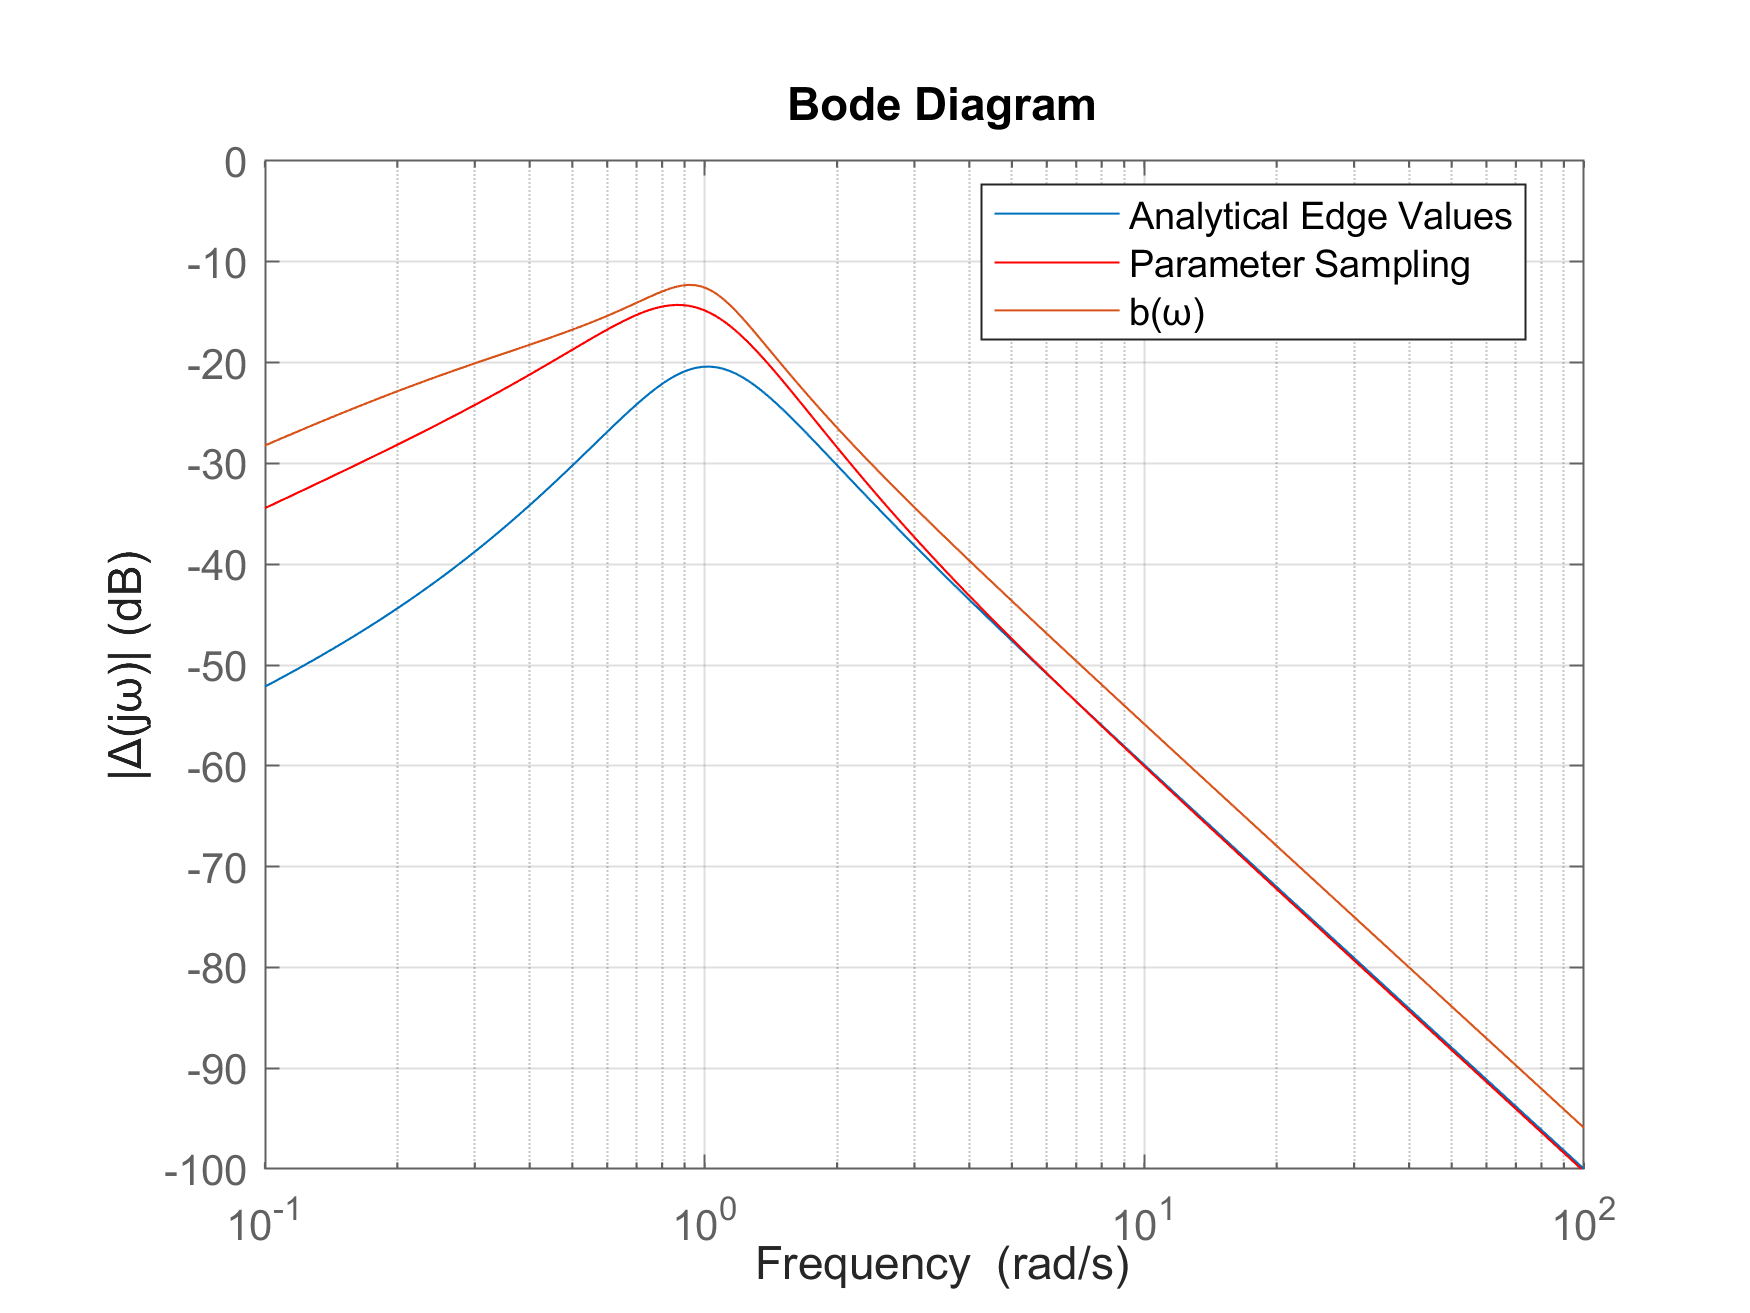 Bode Diagram
0
-10
-20
-30
-40
-50
-60
-70
-80
-90
-100
|Δ(jω)| (dB)
Analytical Edge Values
Parameter Sampling
b(ω)
10^-1
10^0
10^1
10^2
Frequency (rad/s)